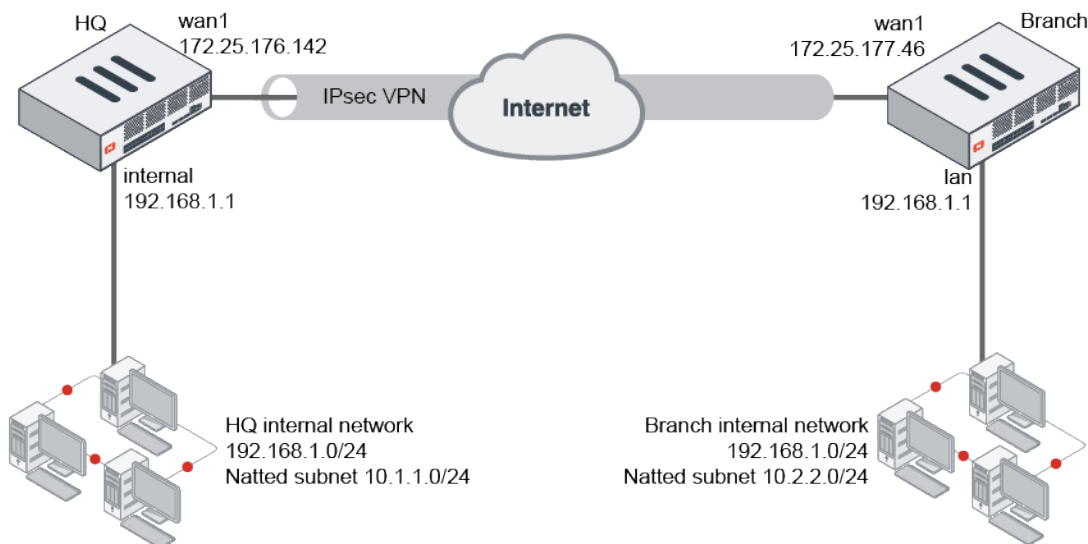 HQ
wan1
172.25.176.142
IPsec VPN
Internet
wan1
172.25.177.46
Branch
internal
192.168.1.1
lan
192.168.1.1
HQ internal network
192.168.1.0/24
Natted subnet 10.1.1.0/24
Branch internal network
192.168.1.0/24
Natted subnet 10.2.2.0/24